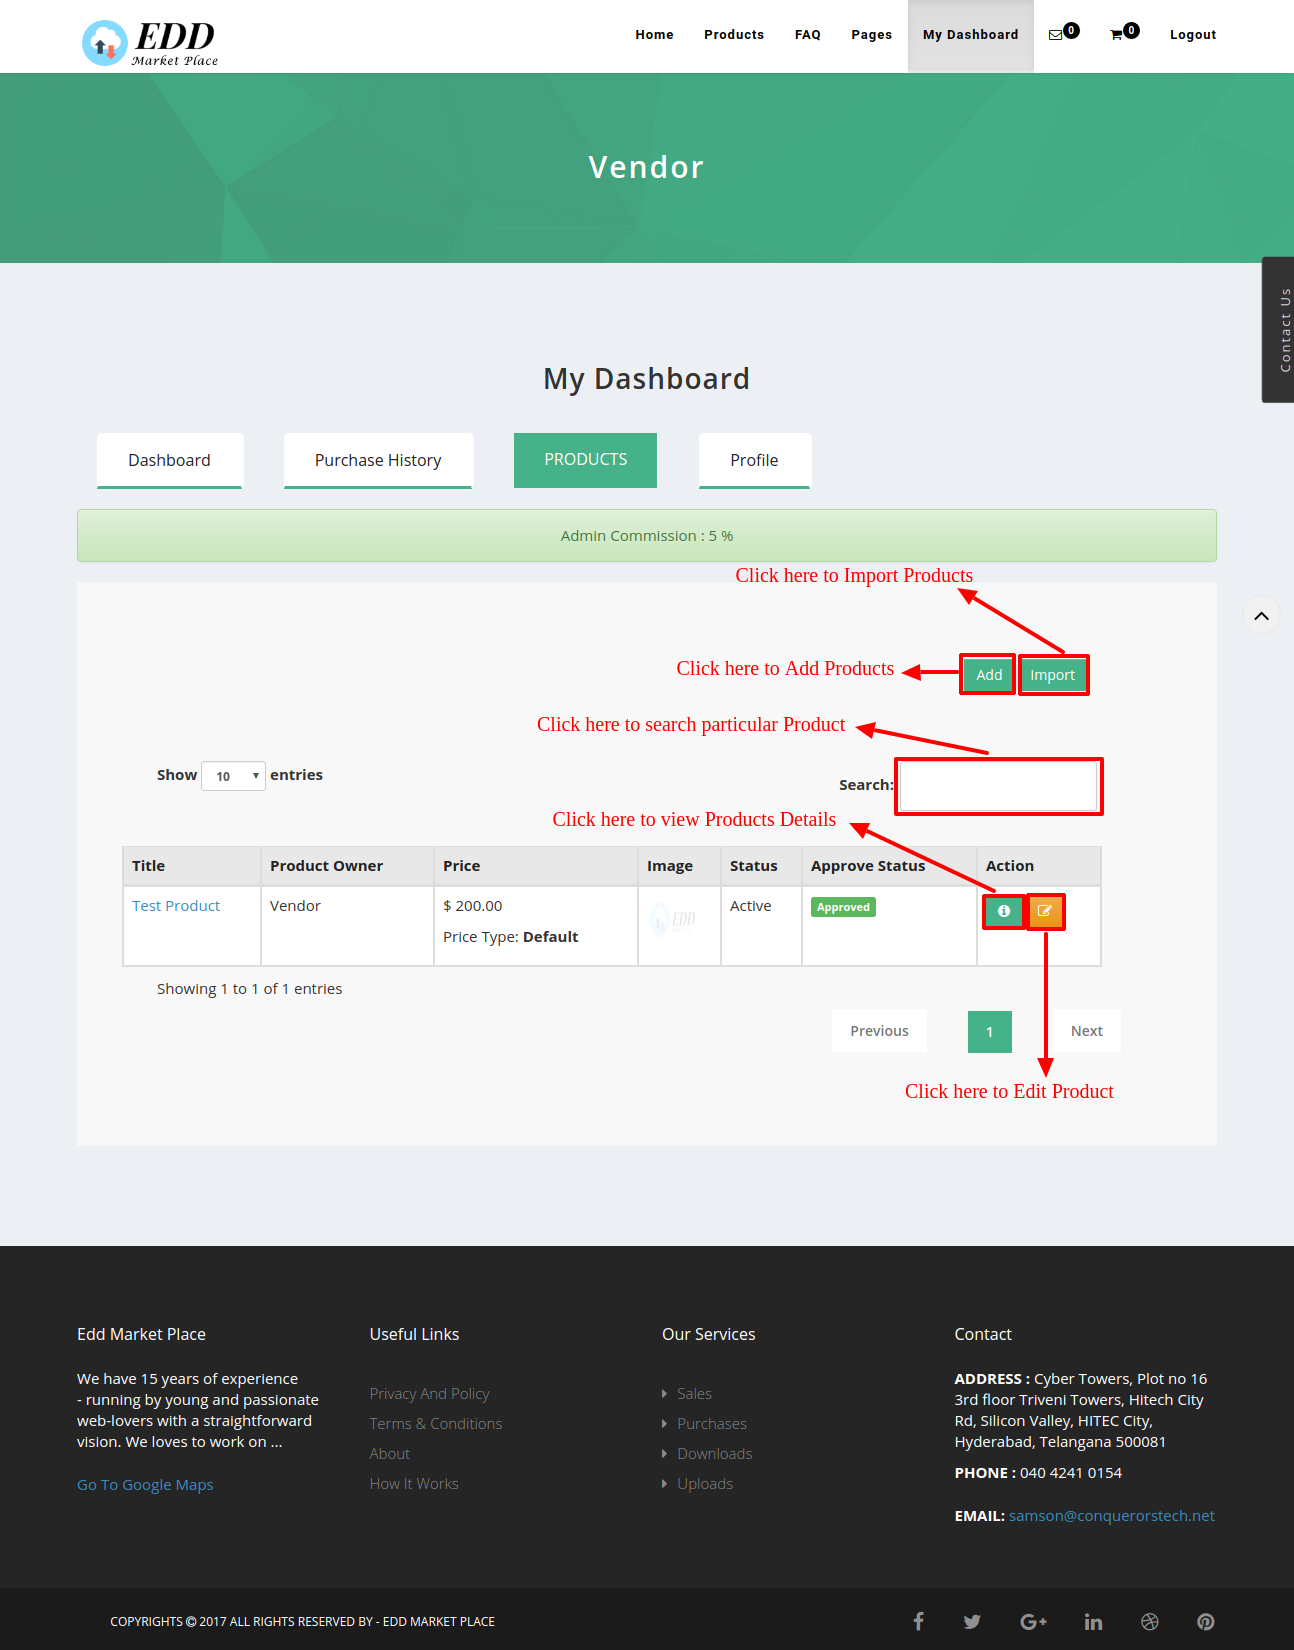 EDD
Market Place
Home Products FAQ Pages My Dashboard 0 0 Logout
Vendor
Contact Us
My Dashboard
Dashboard Purchase History PRODUCTS Profile
Admin Commission : 5 %
Click here to Import Products
Click here to Add Products
Add Import
Click here to search particular Product
Show 10 entries
Search:
Click here to view Products Details
Title Product Owner Price Image Status Approve Status Action
Test Product Vendor $ 200.00 EDD Active Approved
Price Type: Default
Showing 1 to 1 of 1 entries
Previous 1 Next
Click here to Edit Product
Edd Market Place
We have 15 years of experience
- running by young and passionate
web-lovers with a straightforward
vision. We loves to work on ...
Go To Google Maps
Useful Links
Privacy And Policy
Terms & Conditions
About
How It Works
Our Services
Sales
Purchases
Downloads
Uploads
Contact
ADDRESS : Cyber Towers, Plot no 16
3rd floor Triveni Towers, Hitech City
Rd, Silicon Valley, HITEC City,
Hyderabad, Telangana 500081
PHONE : 040 4241 0154
EMAIL: samson@conquerorstech.net
COPYRIGHTS © 2017 ALL RIGHTS RESERVED BY - EDD MARKET PLACE